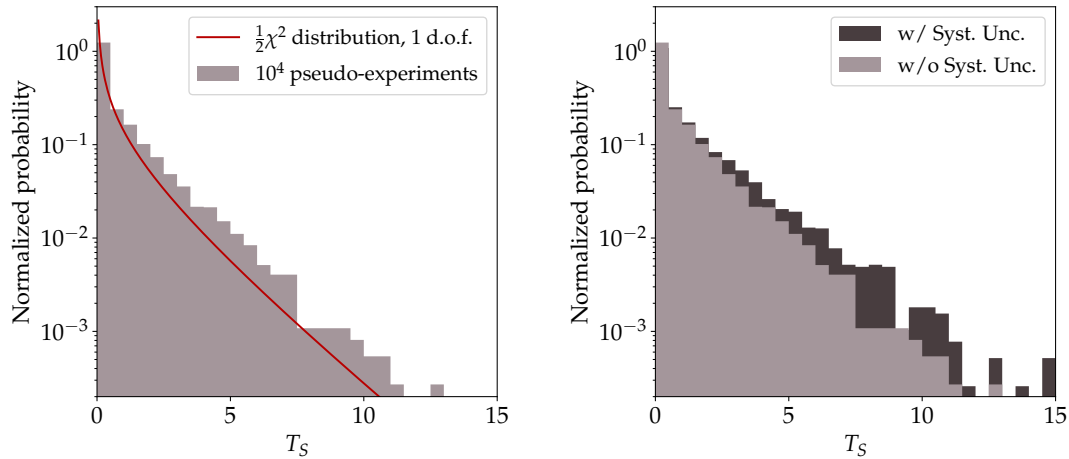 ½χ² distribution, 1 d.o.f.
10⁴ pseudo-experiments
Normalized probability
10⁰
10⁻¹
10⁻²
10⁻³
0
5
10
15
T_S
w/ Syst. Unc.
w/o Syst. Unc.
Normalized probability
10⁰
10⁻¹
10⁻²
10⁻³
0
5
10
15
T_S